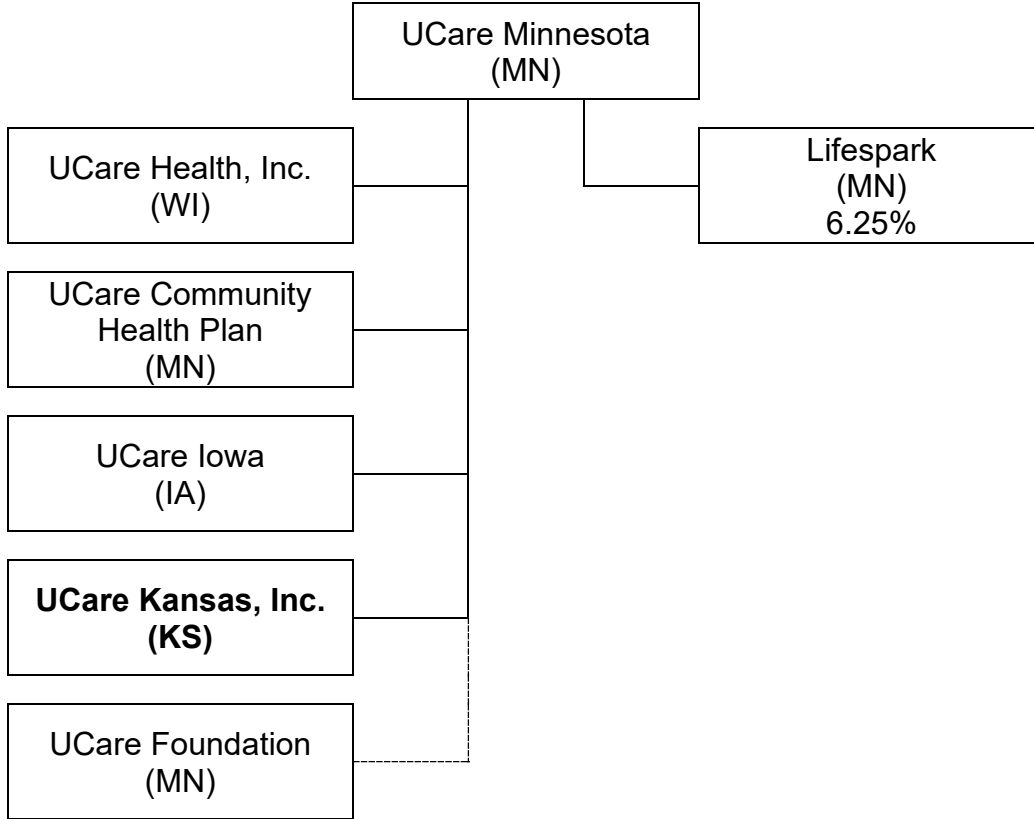 UCare Minnesota
(MN)
UCare Health, Inc.
(WI)
Lifespark
(MN)
6.25%
UCare Community
Health Plan
(MN)
UCare Iowa
(IA)
UCare Kansas, Inc.
(KS)
UCare Foundation
(MN)